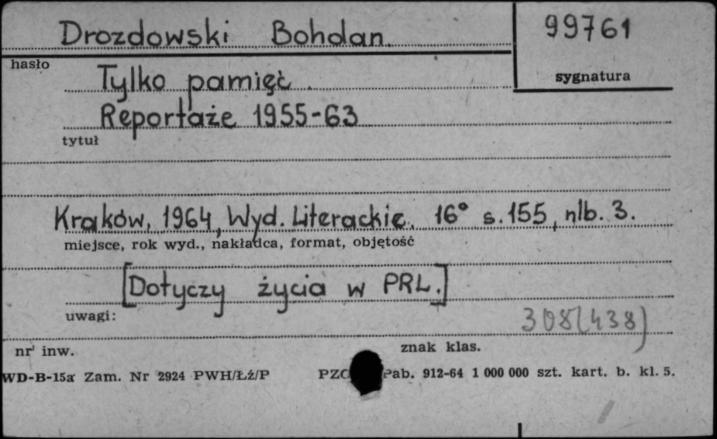 Drozdowski Bohdan.
99761
hasło
sygnatura
Tylko pamięć.
Reportaże 1955-63
tytuł
Kraków, 1964, Wyd. Literackie. 16° s. 155, nlb. 3.
miejsce, rok wyd., nakładca, format, objętość
[Dotyczy życia w PRL.]
uwagi:
308(438)
nr inw.
znak klas.
WD-B-15a Zam. Nr 2924 PWH/Łź/P
912-64 1 000 000 szt. kart. b. kl. 5.